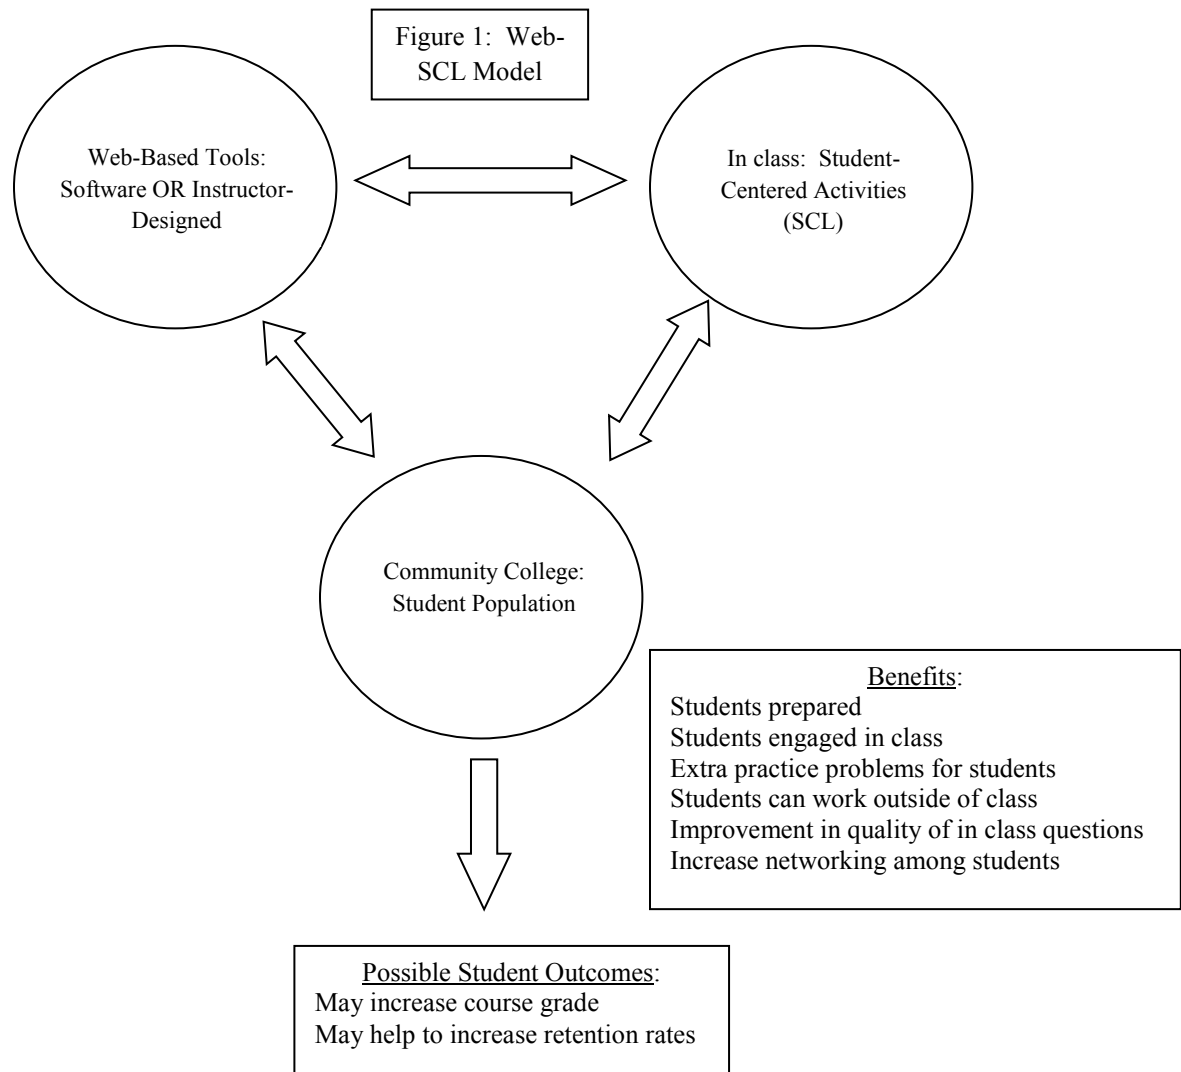 Figure 1: Web-
SCL Model
Web-Based Tools:
Software OR Instructor-
Designed
In class: Student-
Centered Activities
(SCL)
Community College:
Student Population
Benefits:
Students prepared
Students engaged in class
Extra practice problems for students
Students can work outside of class
Improvement in quality of in class questions
Increase networking among students
Possible Student Outcomes:
May increase course grade
May help to increase retention rates